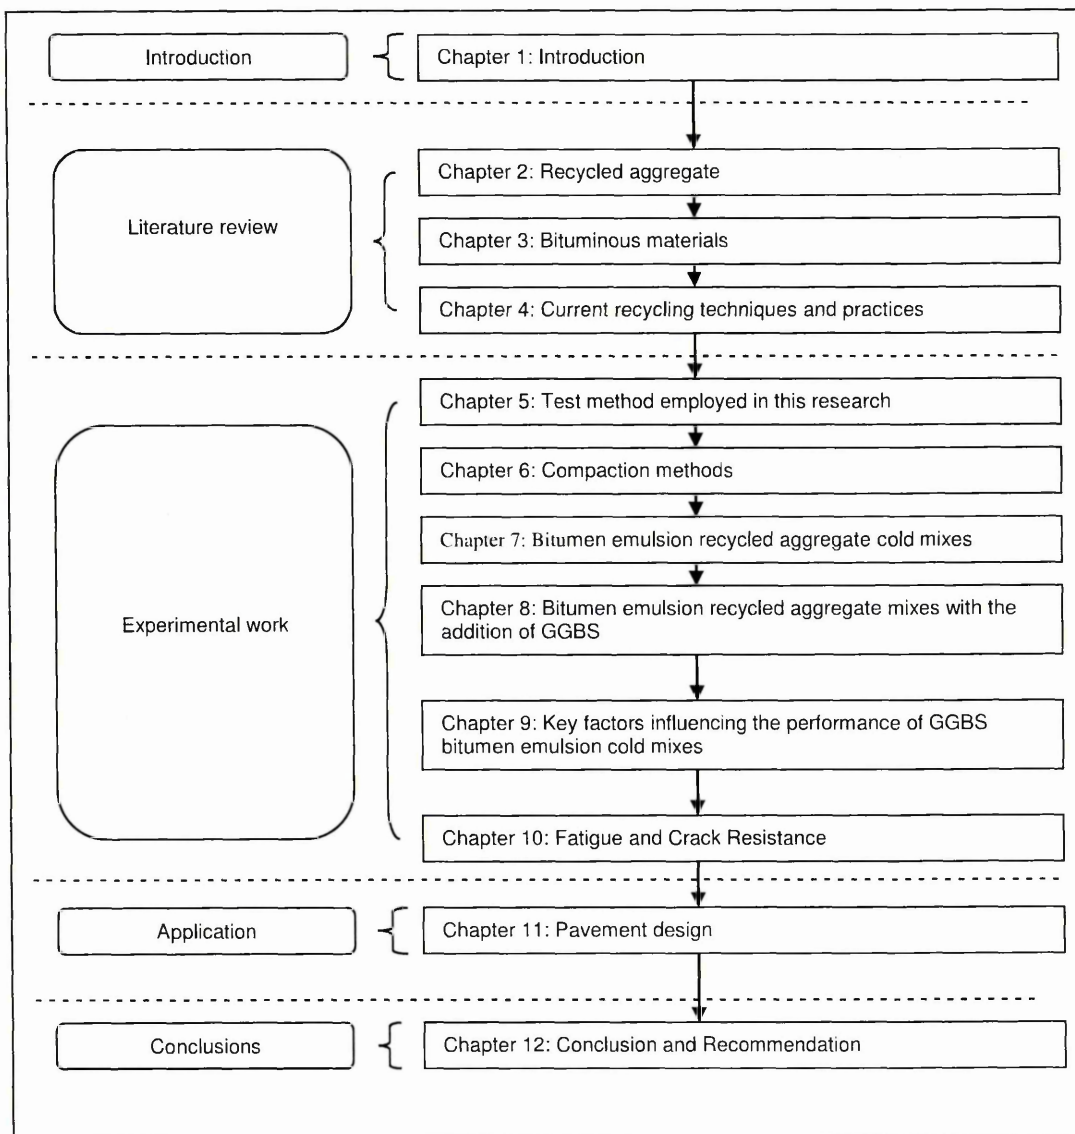 Introduction
Chapter 1: Introduction
Literature review
Chapter 2: Recycled aggregate
Chapter 3: Bituminous materials
Chapter 4: Current recycling techniques and practices
Experimental work
Chapter 5: Test method employed in this research
Chapter 6: Compaction methods
Chapter 7: Bitumen emulsion recycled aggregate cold mixes
Chapter 8: Bitumen emulsion recycled aggregate mixes with the
addition of GGBS
Chapter 9: Key factors influencing the performance of GGBS
bitumen emulsion cold mixes
Chapter 10: Fatigue and Crack Resistance
Application
Chapter 11: Pavement design
Conclusions
Chapter 12: Conclusion and Recommendation